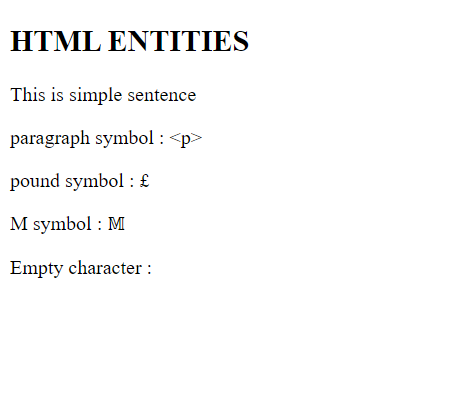 HTML ENTITIES
This is simple sentence
paragraph symbol : <p>
pound symbol : £
M symbol : 𝕄
Empty character :